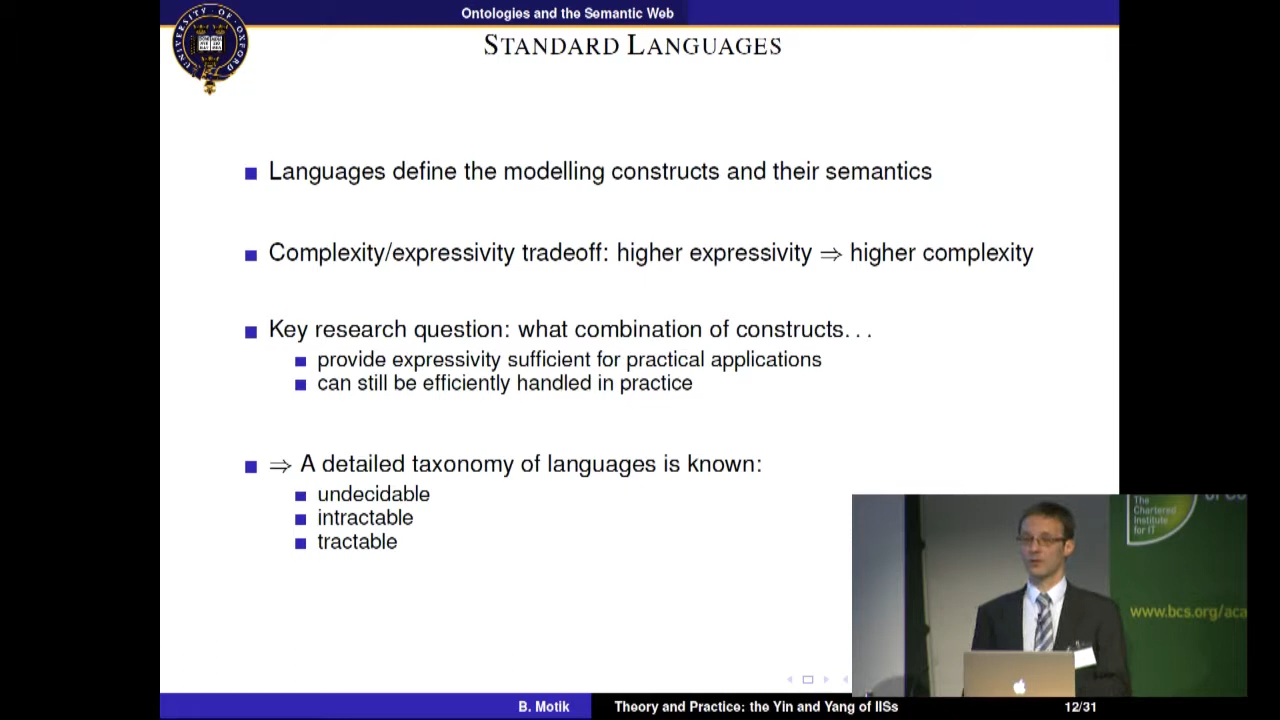 Ontologies and the Semantic Web
STANDARD LANGUAGES
UNIVERSITY OF OXFORD
Languages define the modelling constructs and their semantics
Complexity/expressivity tradeoff: higher expressivity ⇒ higher complexity
Key research question: what combination of constructs...
provide expressivity sufficient for practical applications
can still be efficiently handled in practice
⇒ A detailed taxonomy of languages is known:
undecidable
intractable
tractable
The
Chartered
Institute
for IT
www.bcs.org/aca
B. Motik
Theory and Practice: the Yin and Yang of IISs
12/31